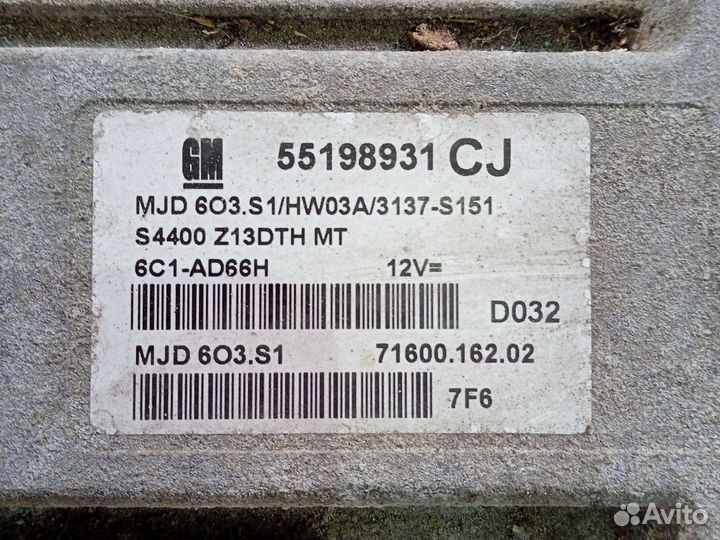 GM 55198931 CJ
MJD 6O3.S1/HW03A/3137-S151
S4400 Z13DTH MT
6C1-AD66H 12V=
D032
MJD 6O3.S1 71600.162.02
7F6
Avito